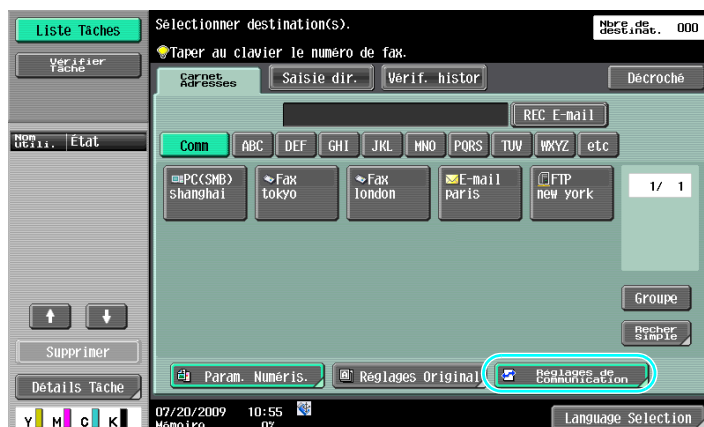 Liste Tâches
Vérifier
Tâche
Nom
utili.
État
Supprimer
Détails Tâche
Y M C K
Sélectionner destination(s).
Nbre de
destinat. 000
Taper au clavier le numéro de fax.
Carnet
Adresses
Saisie dir.
Vérif. histor
Décroché
REC E-mail
Comm ABC DEF GHI JKL MNO PQRS TUV WXYZ etc
PC(SMB)
shanghai
Fax
tokyo
Fax
london
E-mail
paris
FTP
new york
1/ 1
Groupe
Recher
simple
Param. Numéris.
Réglages Original
Réglages de
Communication
07/20/2009 10:55
Mémoire 0%
Language Selection